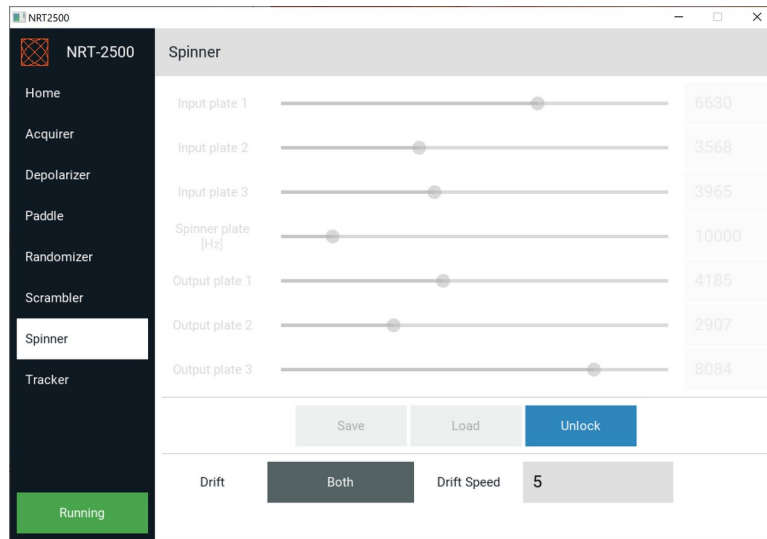 NRT2500
NRT-2500
Spinner
Home
Acquirer
Depolarizer
Paddle
Randomizer
Scrambler
Spinner
Tracker
Running
Input plate 1 6630
Input plate 2 3568
Input plate 3 3965
Spinner plate
[Hz] 10000
Output plate 1 4185
Output plate 2 2907
Output plate 3 8084
Save Load Unlock
Drift Both Drift Speed 5